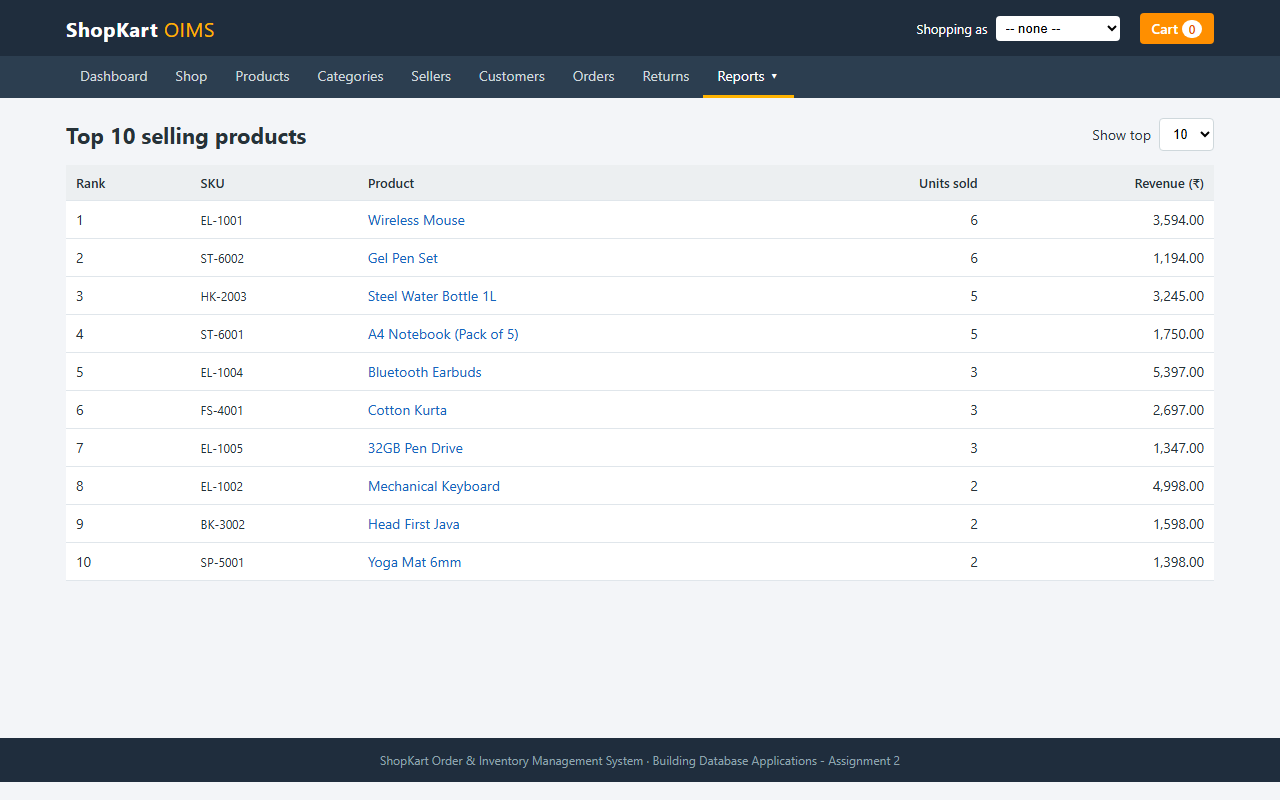 ShopKart OIMS
Shopping as -- none -- Cart 0
Dashboard Shop Products Categories Sellers Customers Orders Returns Reports ▾
Top 10 selling products
Show top 10
Rank SKU Product Units sold Revenue (₹)
1 EL-1001 Wireless Mouse 6 3,594.00
2 ST-6002 Gel Pen Set 6 1,194.00
3 HK-2003 Steel Water Bottle 1L 5 3,245.00
4 ST-6001 A4 Notebook (Pack of 5) 5 1,750.00
5 EL-1004 Bluetooth Earbuds 3 5,397.00
6 FS-4001 Cotton Kurta 3 2,697.00
7 EL-1005 32GB Pen Drive 3 1,347.00
8 EL-1002 Mechanical Keyboard 2 4,998.00
9 BK-3002 Head First Java 2 1,598.00
10 SP-5001 Yoga Mat 6mm 2 1,398.00
ShopKart Order & Inventory Management System · Building Database Applications - Assignment 2